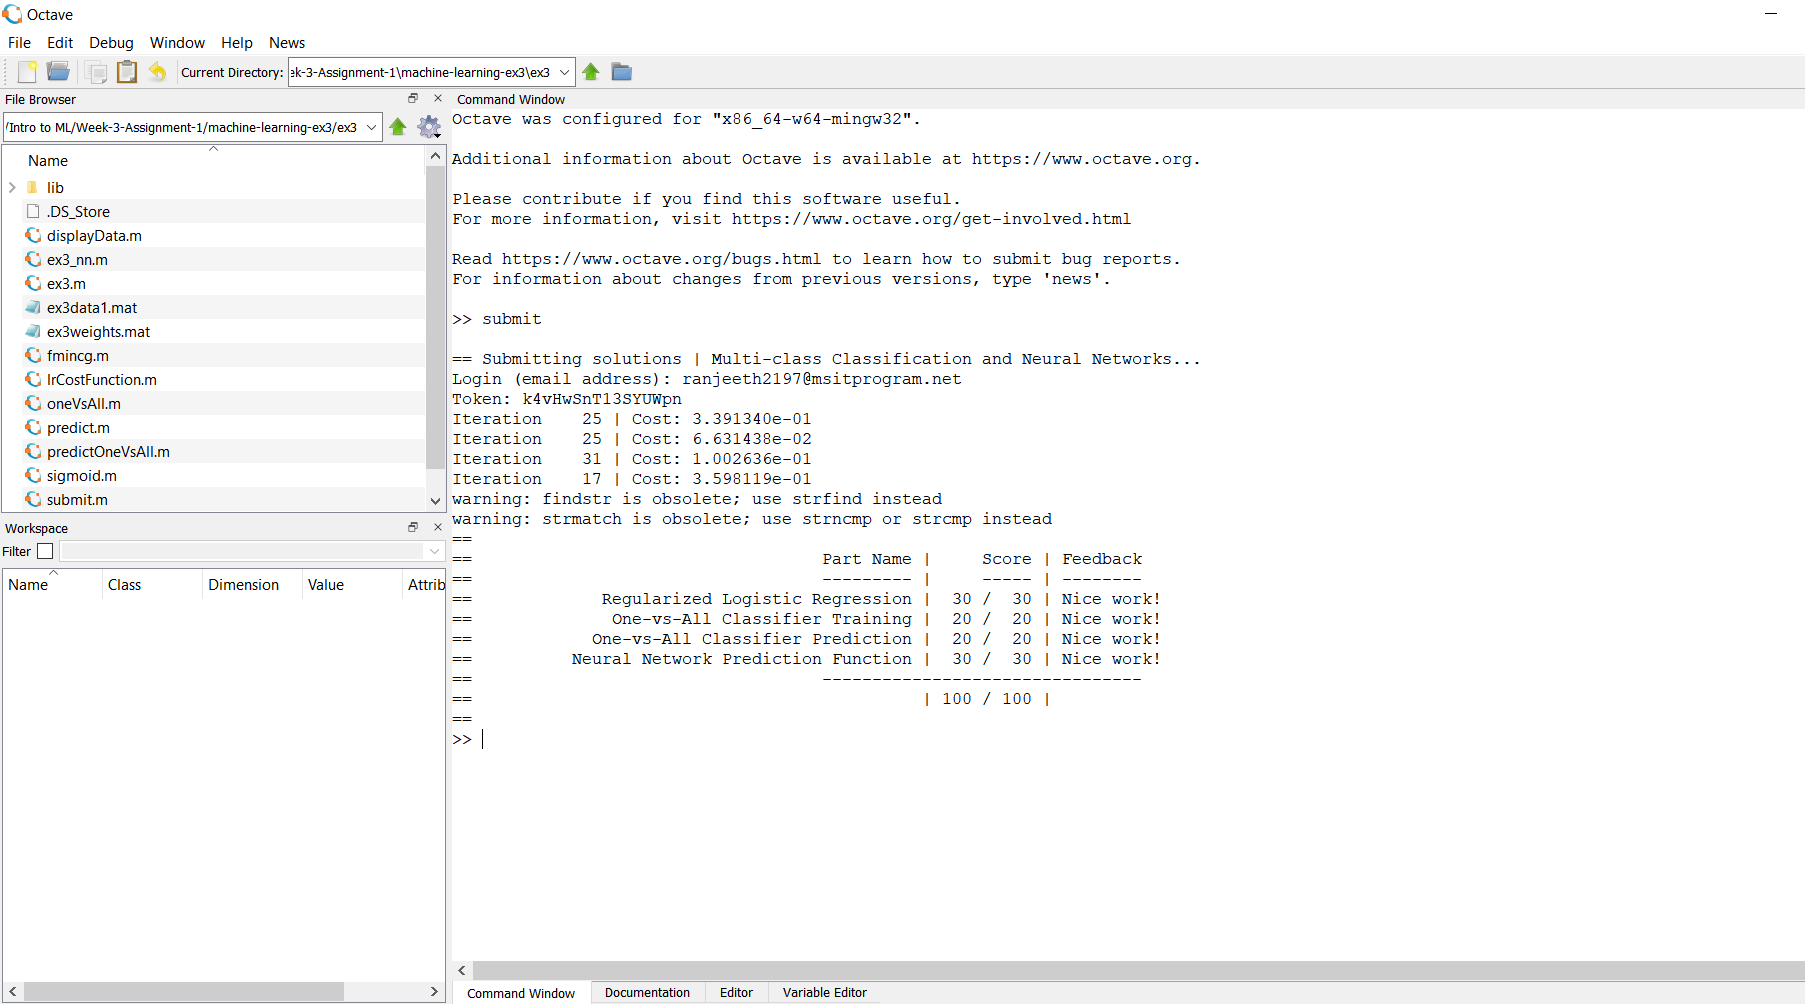 Octave
File Edit Debug Window Help News
Current Directory: ek-3-Assignment-1\machine-learning-ex3\ex3
File Browser
/Intro to ML/Week-3-Assignment-1/machine-learning-ex3/ex3
Name
lib
.DS_Store
displayData.m
ex3_nn.m
ex3.m
ex3data1.mat
ex3weights.mat
fmincg.m
lrCostFunction.m
oneVsAll.m
predict.m
predictOneVsAll.m
sigmoid.m
submit.m
Workspace
Filter
Name Class Dimension Value Attrib
Command Window
Octave was configured for "x86_64-w64-mingw32".
Additional information about Octave is available at https://www.octave.org.
Please contribute if you find this software useful.
For more information, visit https://www.octave.org/get-involved.html
Read https://www.octave.org/bugs.html to learn how to submit bug reports.
For information about changes from previous versions, type 'news'.
>> submit
== Submitting solutions | Multi-class Classification and Neural Networks...
Login (email address): ranjeeth2197@msitprogram.net
Token: k4vHwSnT13SYUWpn
Iteration    25 | Cost: 3.391340e-01
Iteration    25 | Cost: 6.631438e-02
Iteration    31 | Cost: 1.002636e-01
Iteration    17 | Cost: 3.598119e-01
warning: findstr is obsolete; use strfind instead
warning: strmatch is obsolete; use strncmp or strcmp instead
==
==                                   Part Name |     Score | Feedback
==                                   --------- |     ----- | --------
==             Regularized Logistic Regression |  30 /  30 | Nice work!
==              One-vs-All Classifier Training |  20 /  20 | Nice work!
==            One-vs-All Classifier Prediction |  20 /  20 | Nice work!
==          Neural Network Prediction Function |  30 /  30 | Nice work!
==                                   --------------------------------
==                                             | 100 / 100 |
==
>>
Command Window Documentation Editor Variable Editor